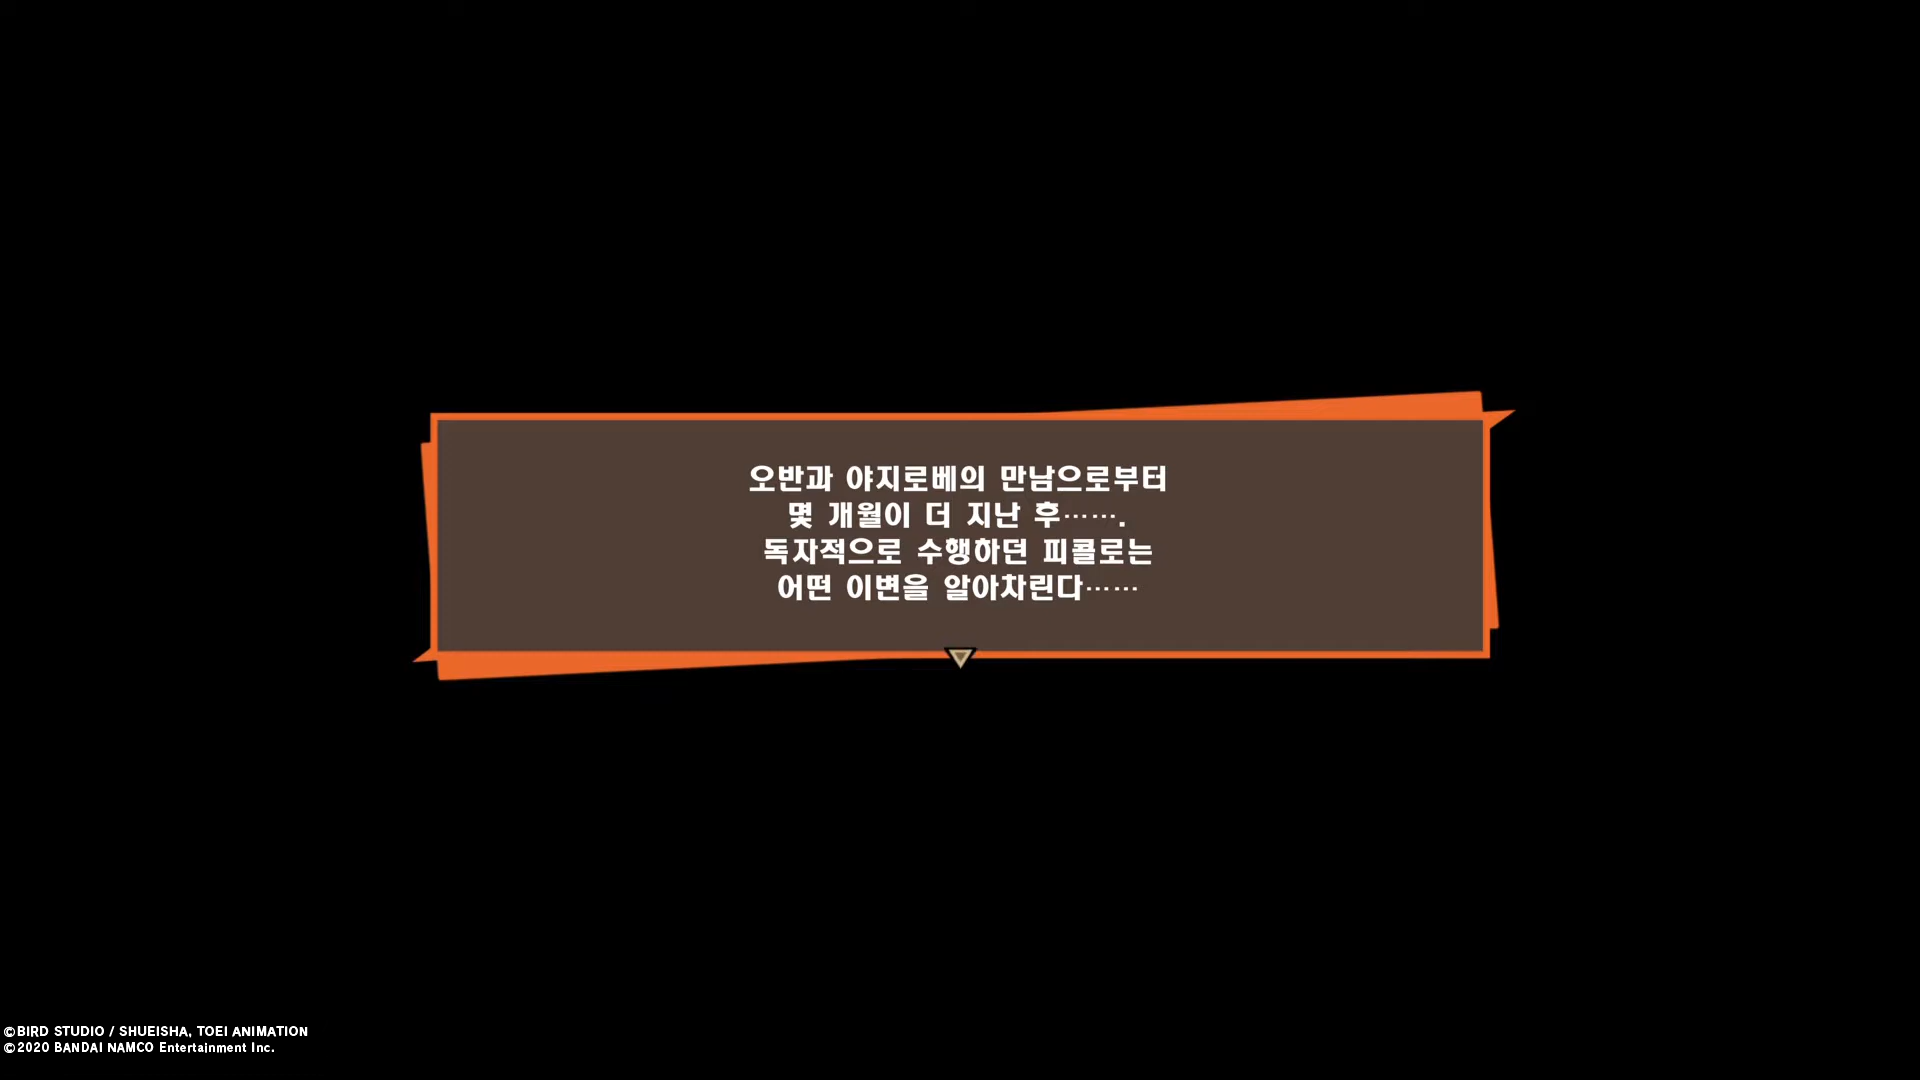 오반과 야지로베의 만남으로부터
몇 개월이 더 지난 후…….
독자적으로 수행하던 피콜로는
어떤 이변을 알아차린다……
©BIRD STUDIO / SHUEISHA, TOEI ANIMATION
©2020 BANDAI NAMCO Entertainment Inc.